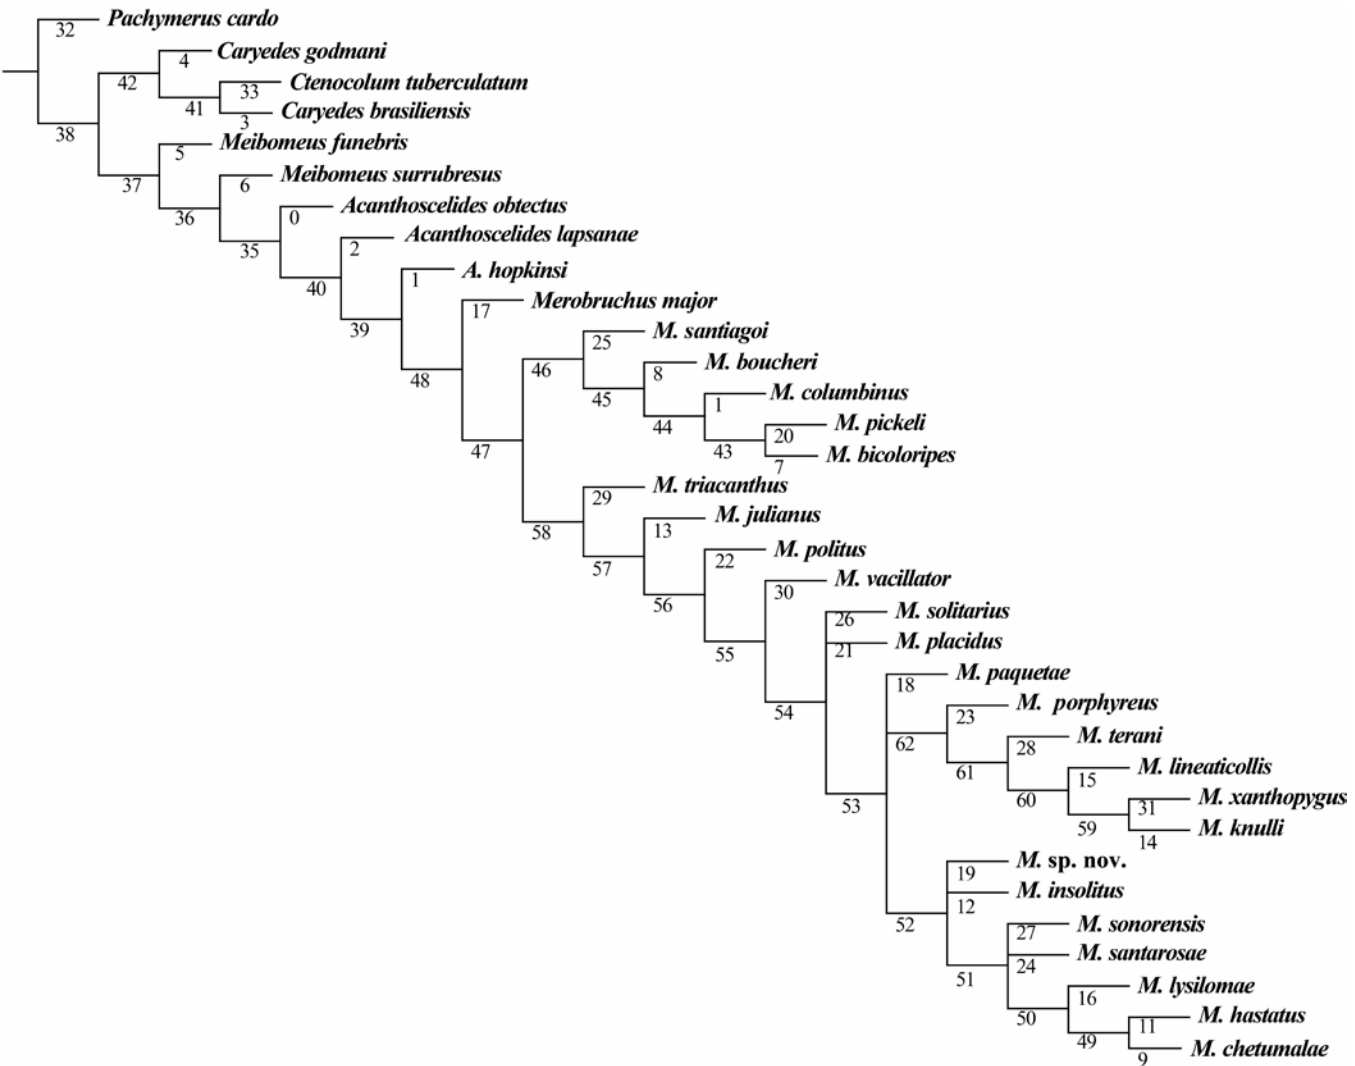 Pachymerus cardo
32
Caryedes godmani
4
42
Ctenocolum tuberculatum
33
41
Caryedes brasiliensis
3
38
Meibomeus funebris
5
37
Meibomeus surrubresus
6
36
Acanthoscelides obtectus
0
35
Acanthoscelides lapsanae
2
40
A. hopkinsi
1
39
Merobruchus major
17
48
M. santiagoi
25
46
M. boucheri
8
45
M. columbinus
1
44
M. pickeli
20
43
47
M. bicoloripes
7
M. triacanthus
29
58
M. julianus
13
57
M. politus
22
56
M. vacillator
30
55
M. solitarius
26
M. placidus
21
54
M. paquetae
18
62
M. porphyreus
23
61
M. terani
28
60
53
M. lineaticollis
15
59
M. xanthopygus
31
M. knulli
14
M. sp. nov.
19
M. insolitus
12
52
M. sonorensis
27
M. santarosae
24
51
M. lysilomae
16
50
M. hastatus
11
49
M. chetumalae
9